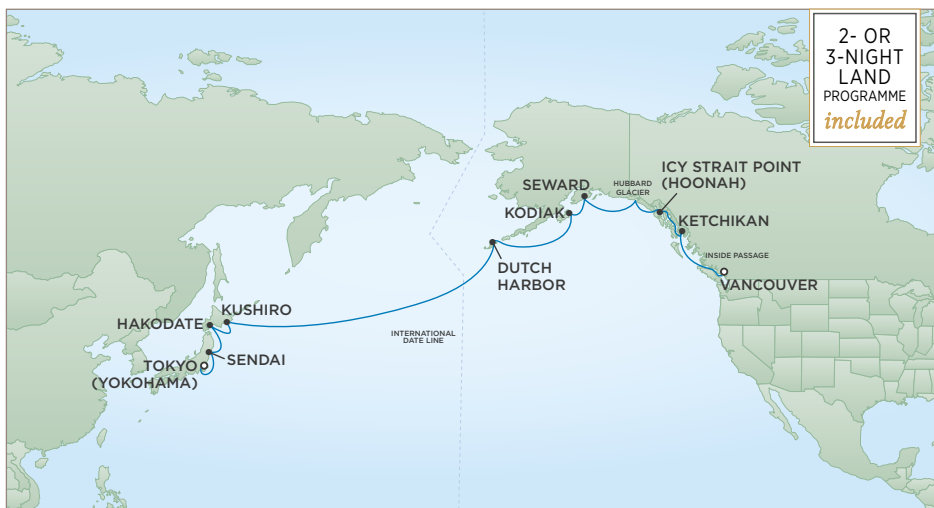 2- OR
3-NIGHT
LAND
PROGRAMME
included
ICY STRAIT POINT
(HOONAH)
SEWARD
HUBBARD
GLACIER
KODIAK
KETCHIKAN
INSIDE PASSAGE
DUTCH
HARBOR
VANCOUVER
KUSHIRO
HAKODATE
INTERNATIONAL
DATE LINE
SENDAI
TOKYO
(YOKOHAMA)